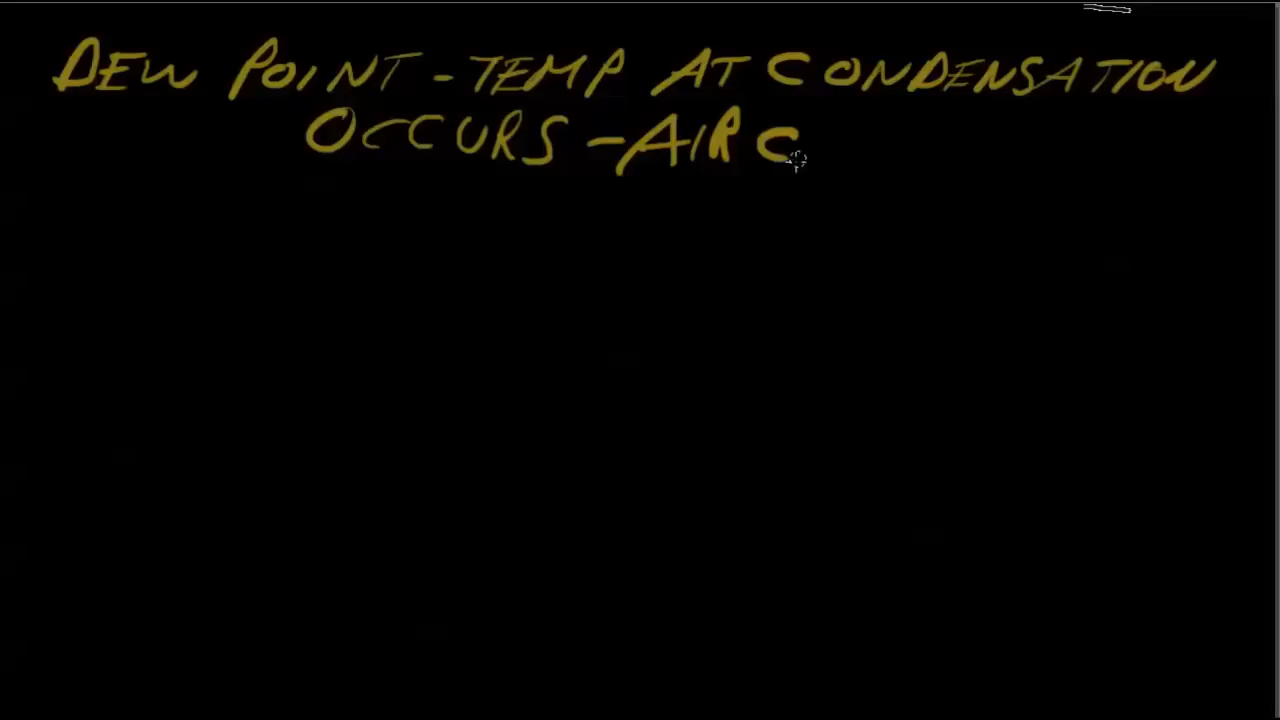 DEW POINT - TEMP AT CONDENSATION
OCCURS - AIR C